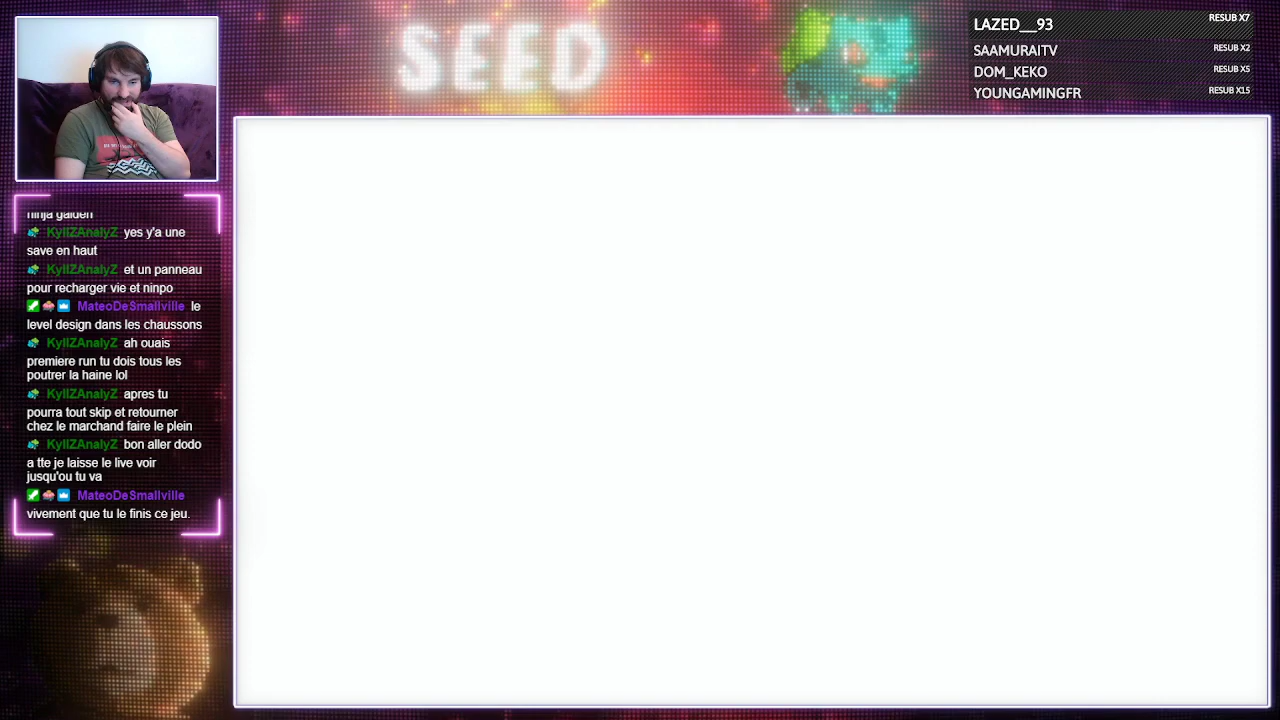 SEED
LAZED__93 RESUB X7
SAAMURAITV RESUB X2
DOM_KEKO RESUB X5
YOUNGAMINGFR RESUB X15
ninja gaiden
KyllZAnalyZ yes y'a une
save en haut
KyllZAnalyZ et un panneau
pour recharger vie et ninpo
MateoDeSmallville le
level design dans les chaussons
KyllZAnalyZ ah ouais
premiere run tu dois tous les
poutrer la haine lol
KyllZAnalyZ apres tu
pourra tout skip et retourner
chez le marchand faire le plein
KyllZAnalyZ bon aller dodo
a tte je laisse le live voir
jusqu'ou tu va
MateoDeSmallville
vivement que tu le finis ce jeu.